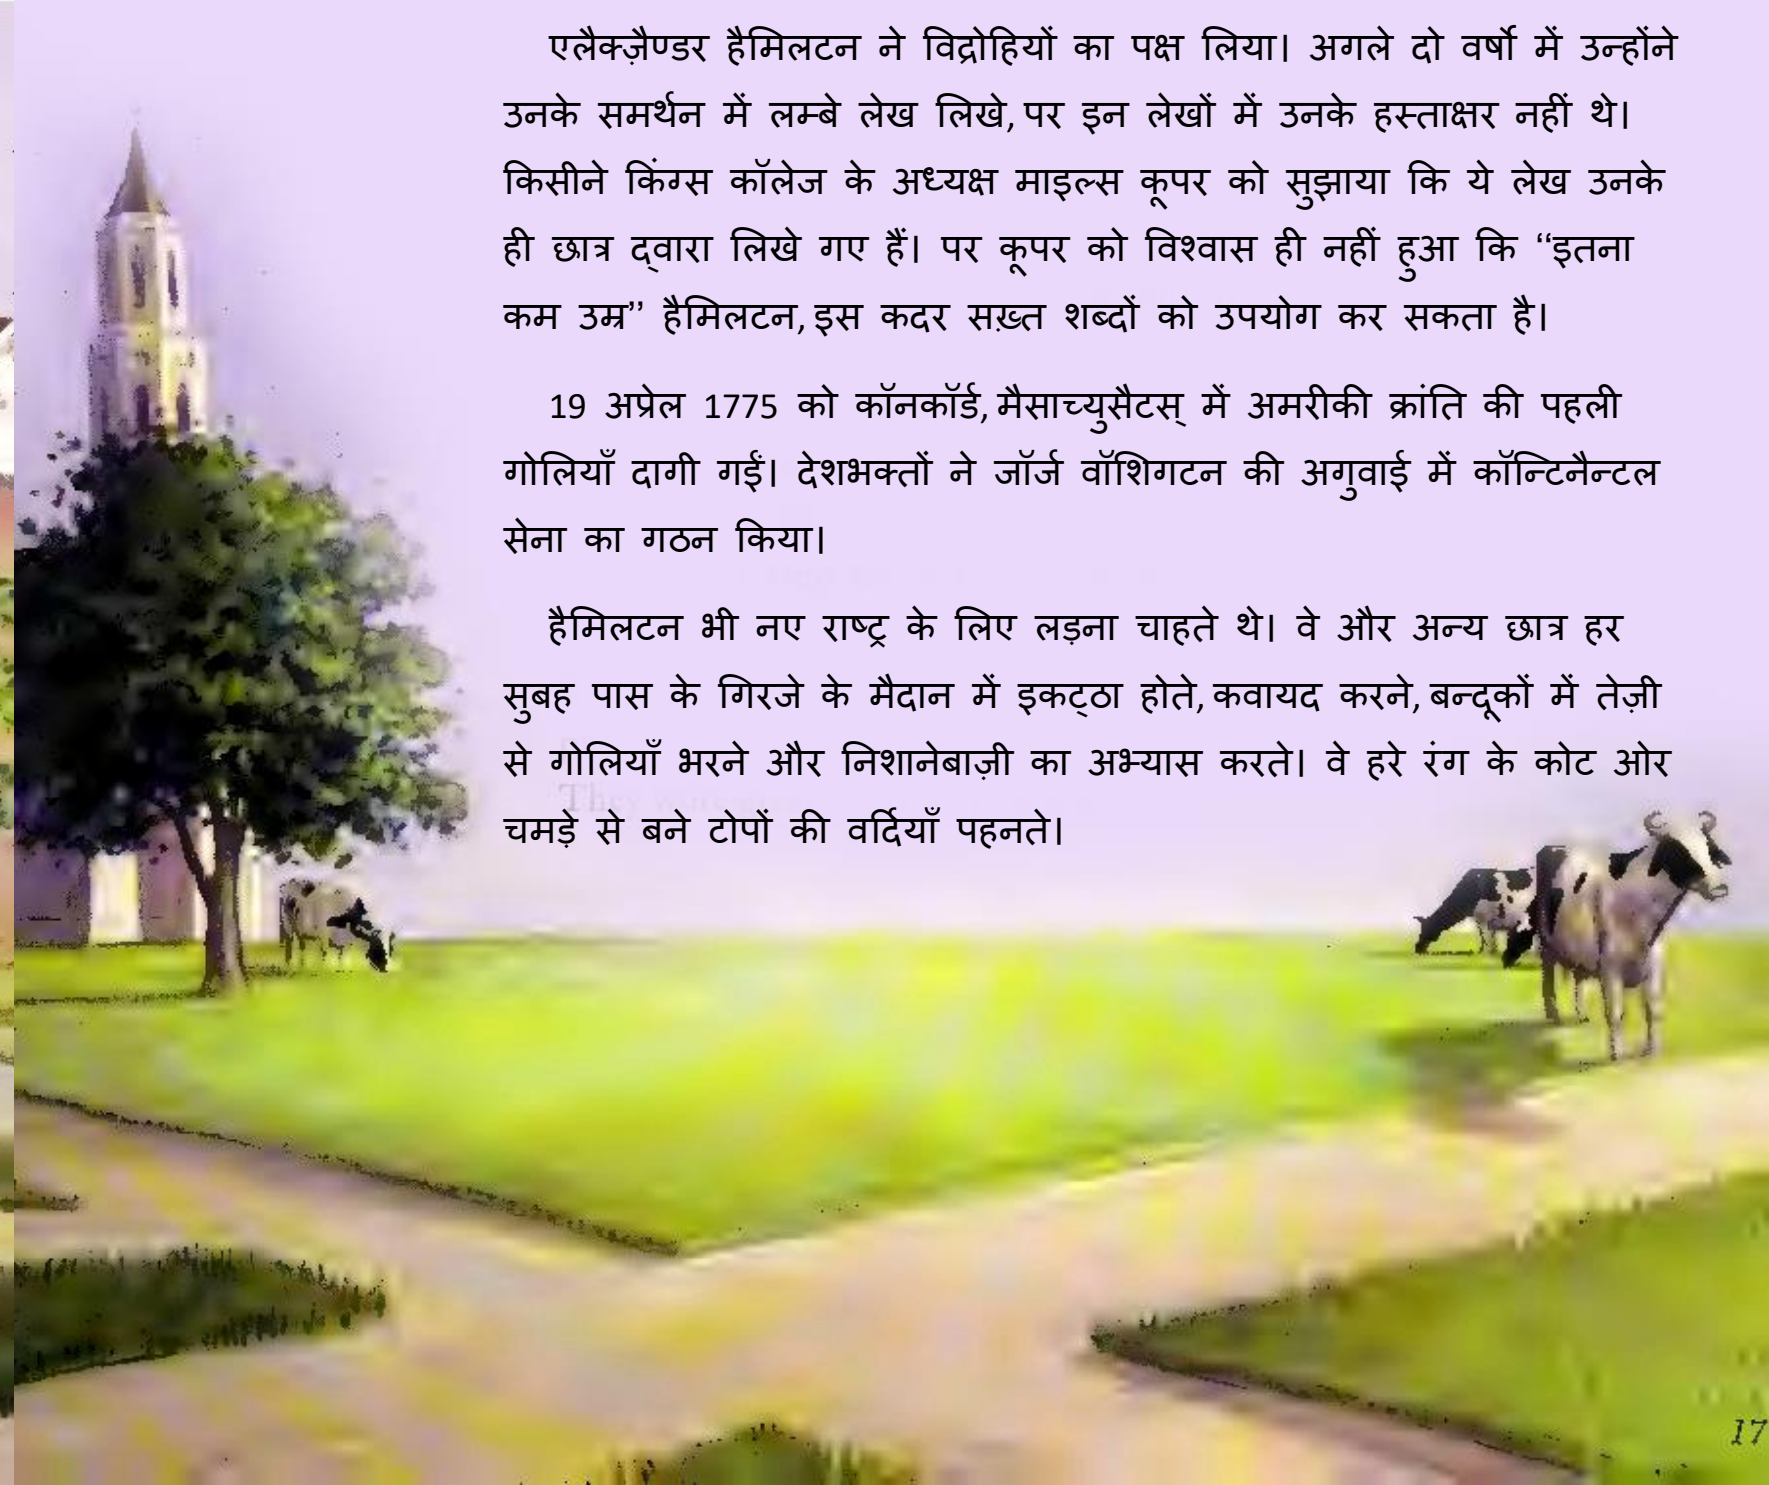 एलैक्ज़ैण्डर हैमिलटन ने विद्रोहियों का पक्ष लिया। अगले दो वर्षो में उन्होंने
उनके समर्थन में लम्बे लेख लिखे, पर इन लेखों में उनके हस्ताक्षर नहीं थे।
किसीने किंग्स कॉलेज के अध्यक्ष माइल्स कूपर को सुझाया कि ये लेख उनके
ही छात्र द्वारा लिखे गए हैं। पर कूपर को विश्वास ही नहीं हुआ कि “इतना
कम उम्र” हैमिलटन, इस कदर सख़्त शब्दों को उपयोग कर सकता है।
19 अप्रेल 1775 को कॉनकॉर्ड, मैसाच्युसैटस् में अमरीकी क्रांति की पहली
गोलियाँ दागी गईं। देशभक्तों ने जॉर्ज वॉशिगटन की अगुवाई में कॉन्टिनैन्टल
सेना का गठन किया।
हैमिलटन भी नए राष्ट्र के लिए लड़ना चाहते थे। वे और अन्य छात्र हर
सुबह पास के गिरजे के मैदान में इकट्ठा होते, कवायद करने, बन्दूकों में तेज़ी
से गोलियाँ भरने और निशानेबाज़ी का अभ्यास करते। वे हरे रंग के कोट ओर
चमड़े से बने टोपों की वर्दियाँ पहनते।
17